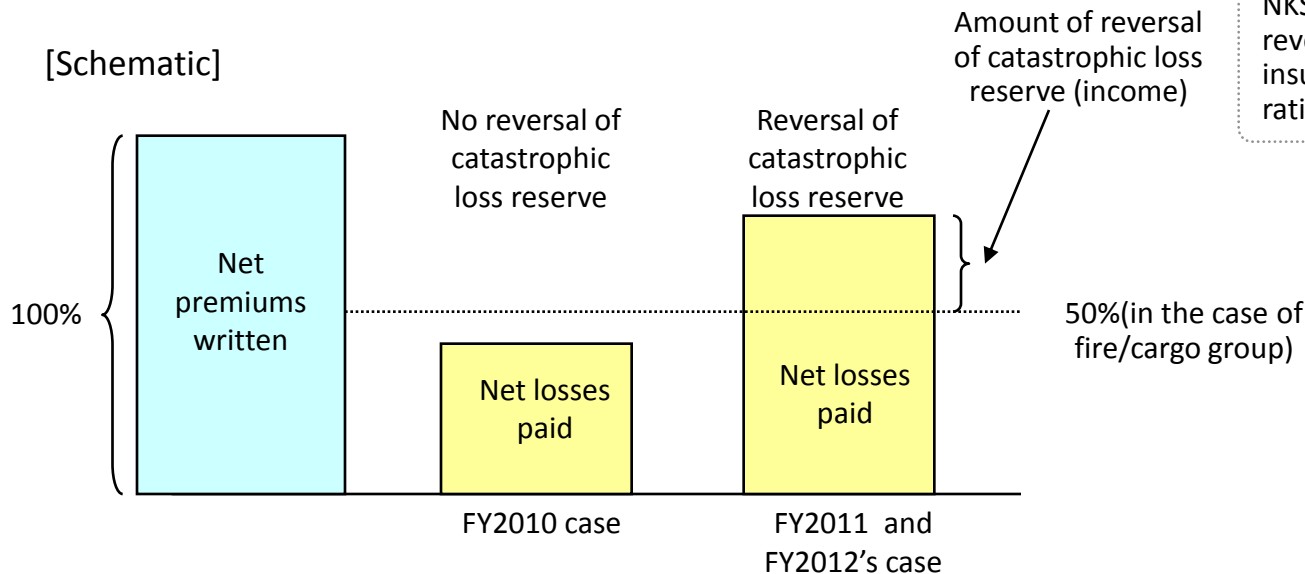 [Schematic]
Amount of reversal
of catastrophic loss
reserve (income)
No reversal of
catastrophic
loss reserve
Reversal of
catastrophic
loss reserve
100%
Net
premiums
written
Net losses
paid
Net losses
paid
50%(in the case of
fire/cargo group)
FY2010 case
FY2011 and
FY2012’s case